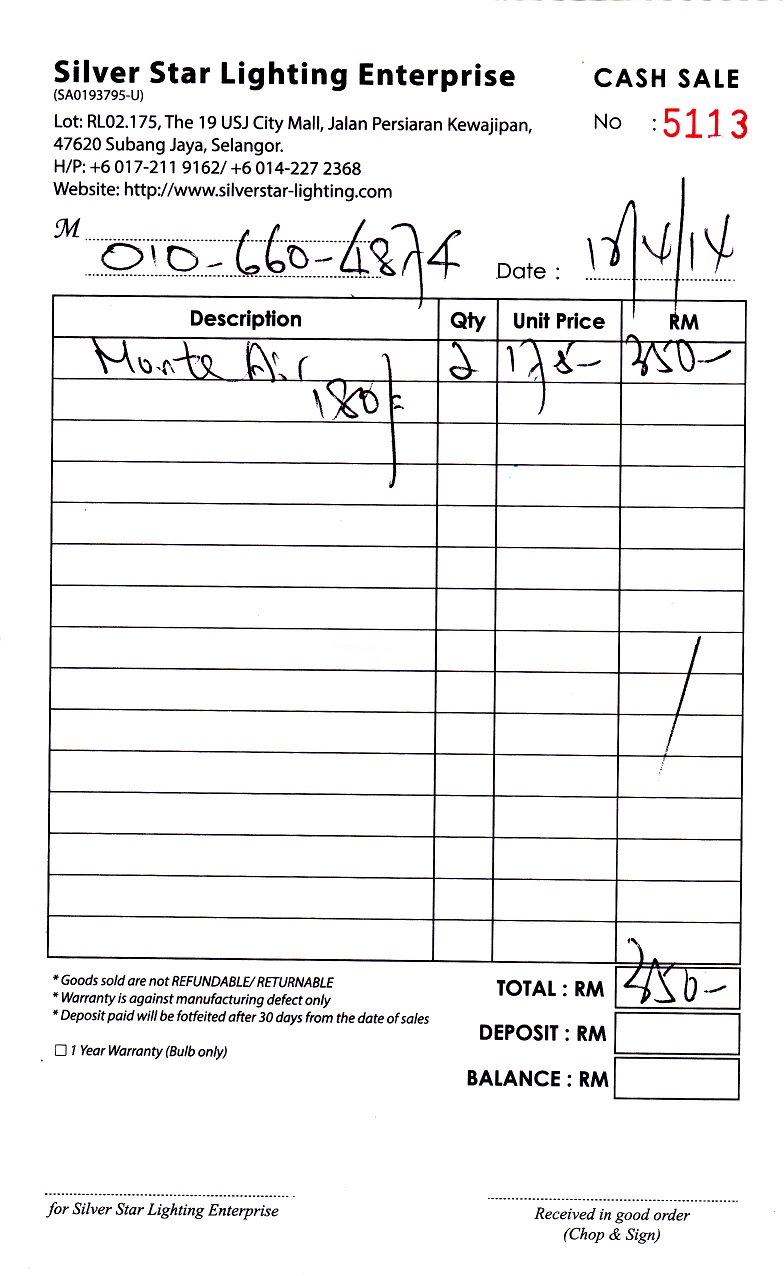 Silver Star Lighting Enterprise
CASH SALE
(SA0193795-U)
Lot: RL02.175, The 19 USJ City Mall, Jalan Persiaran Kewajipan,
No : 5113
47620 Subang Jaya, Selangor.
H/P: +6 017-211 9162/ +6 014-227 2368
Website: http://www.silverstar-lighting.com
M 010-660-4874
Date : 18/4/14
Description Qty Unit Price RM
Monte Air 2 175- 350-
180
TOTAL : RM 350-
* Goods sold are not REFUNDABLE/ RETURNABLE
* Warranty is against manufacturing defect only
* Deposit paid will be fotfeited after 30 days from the date of sales
DEPOSIT : RM
☐ 1 Year Warranty (Bulb only)
BALANCE : RM
for Silver Star Lighting Enterprise
Received in good order
(Chop & Sign)